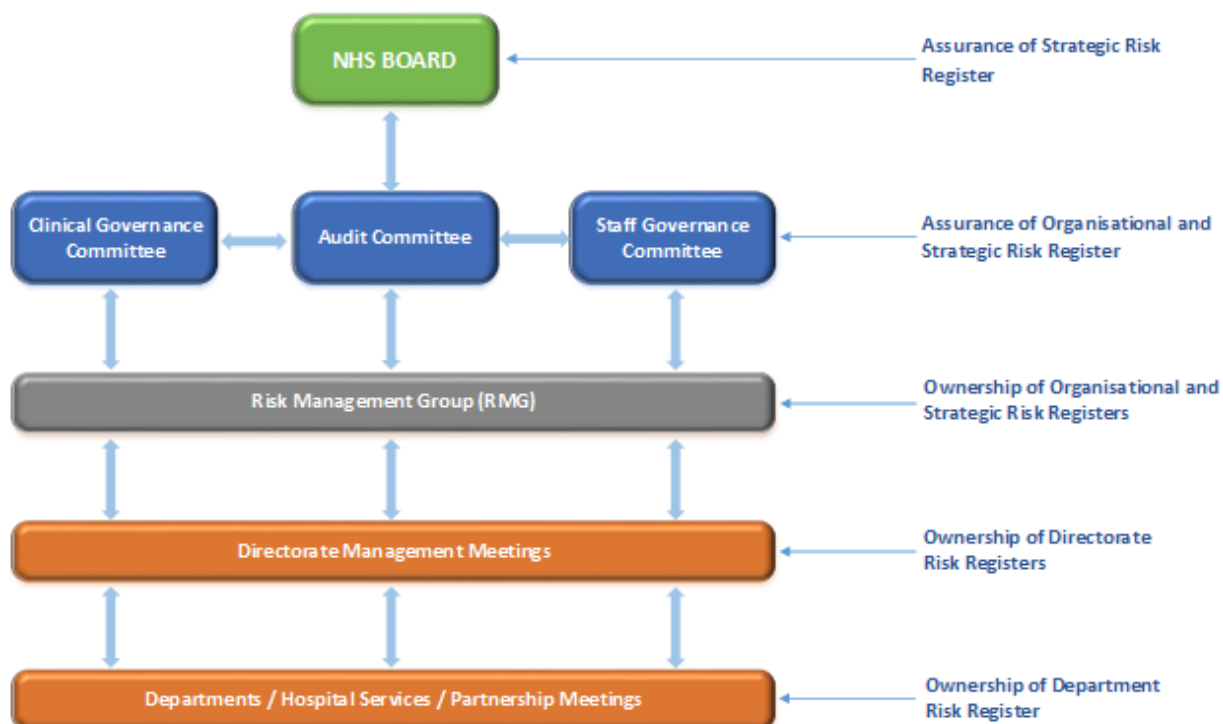 NHS BOARD
Assurance of Strategic Risk
Register
Clinical Governance
Committee
Audit Committee
Staff Governance
Committee
Assurance of Organisational and
Strategic Risk Register
Risk Management Group (RMG)
Ownership of Organisational and
Strategic Risk Registers
Directorate Management Meetings
Ownership of Directorate
Risk Registers
Departments / Hospital Services / Partnership Meetings
Ownership of Department
Risk Register